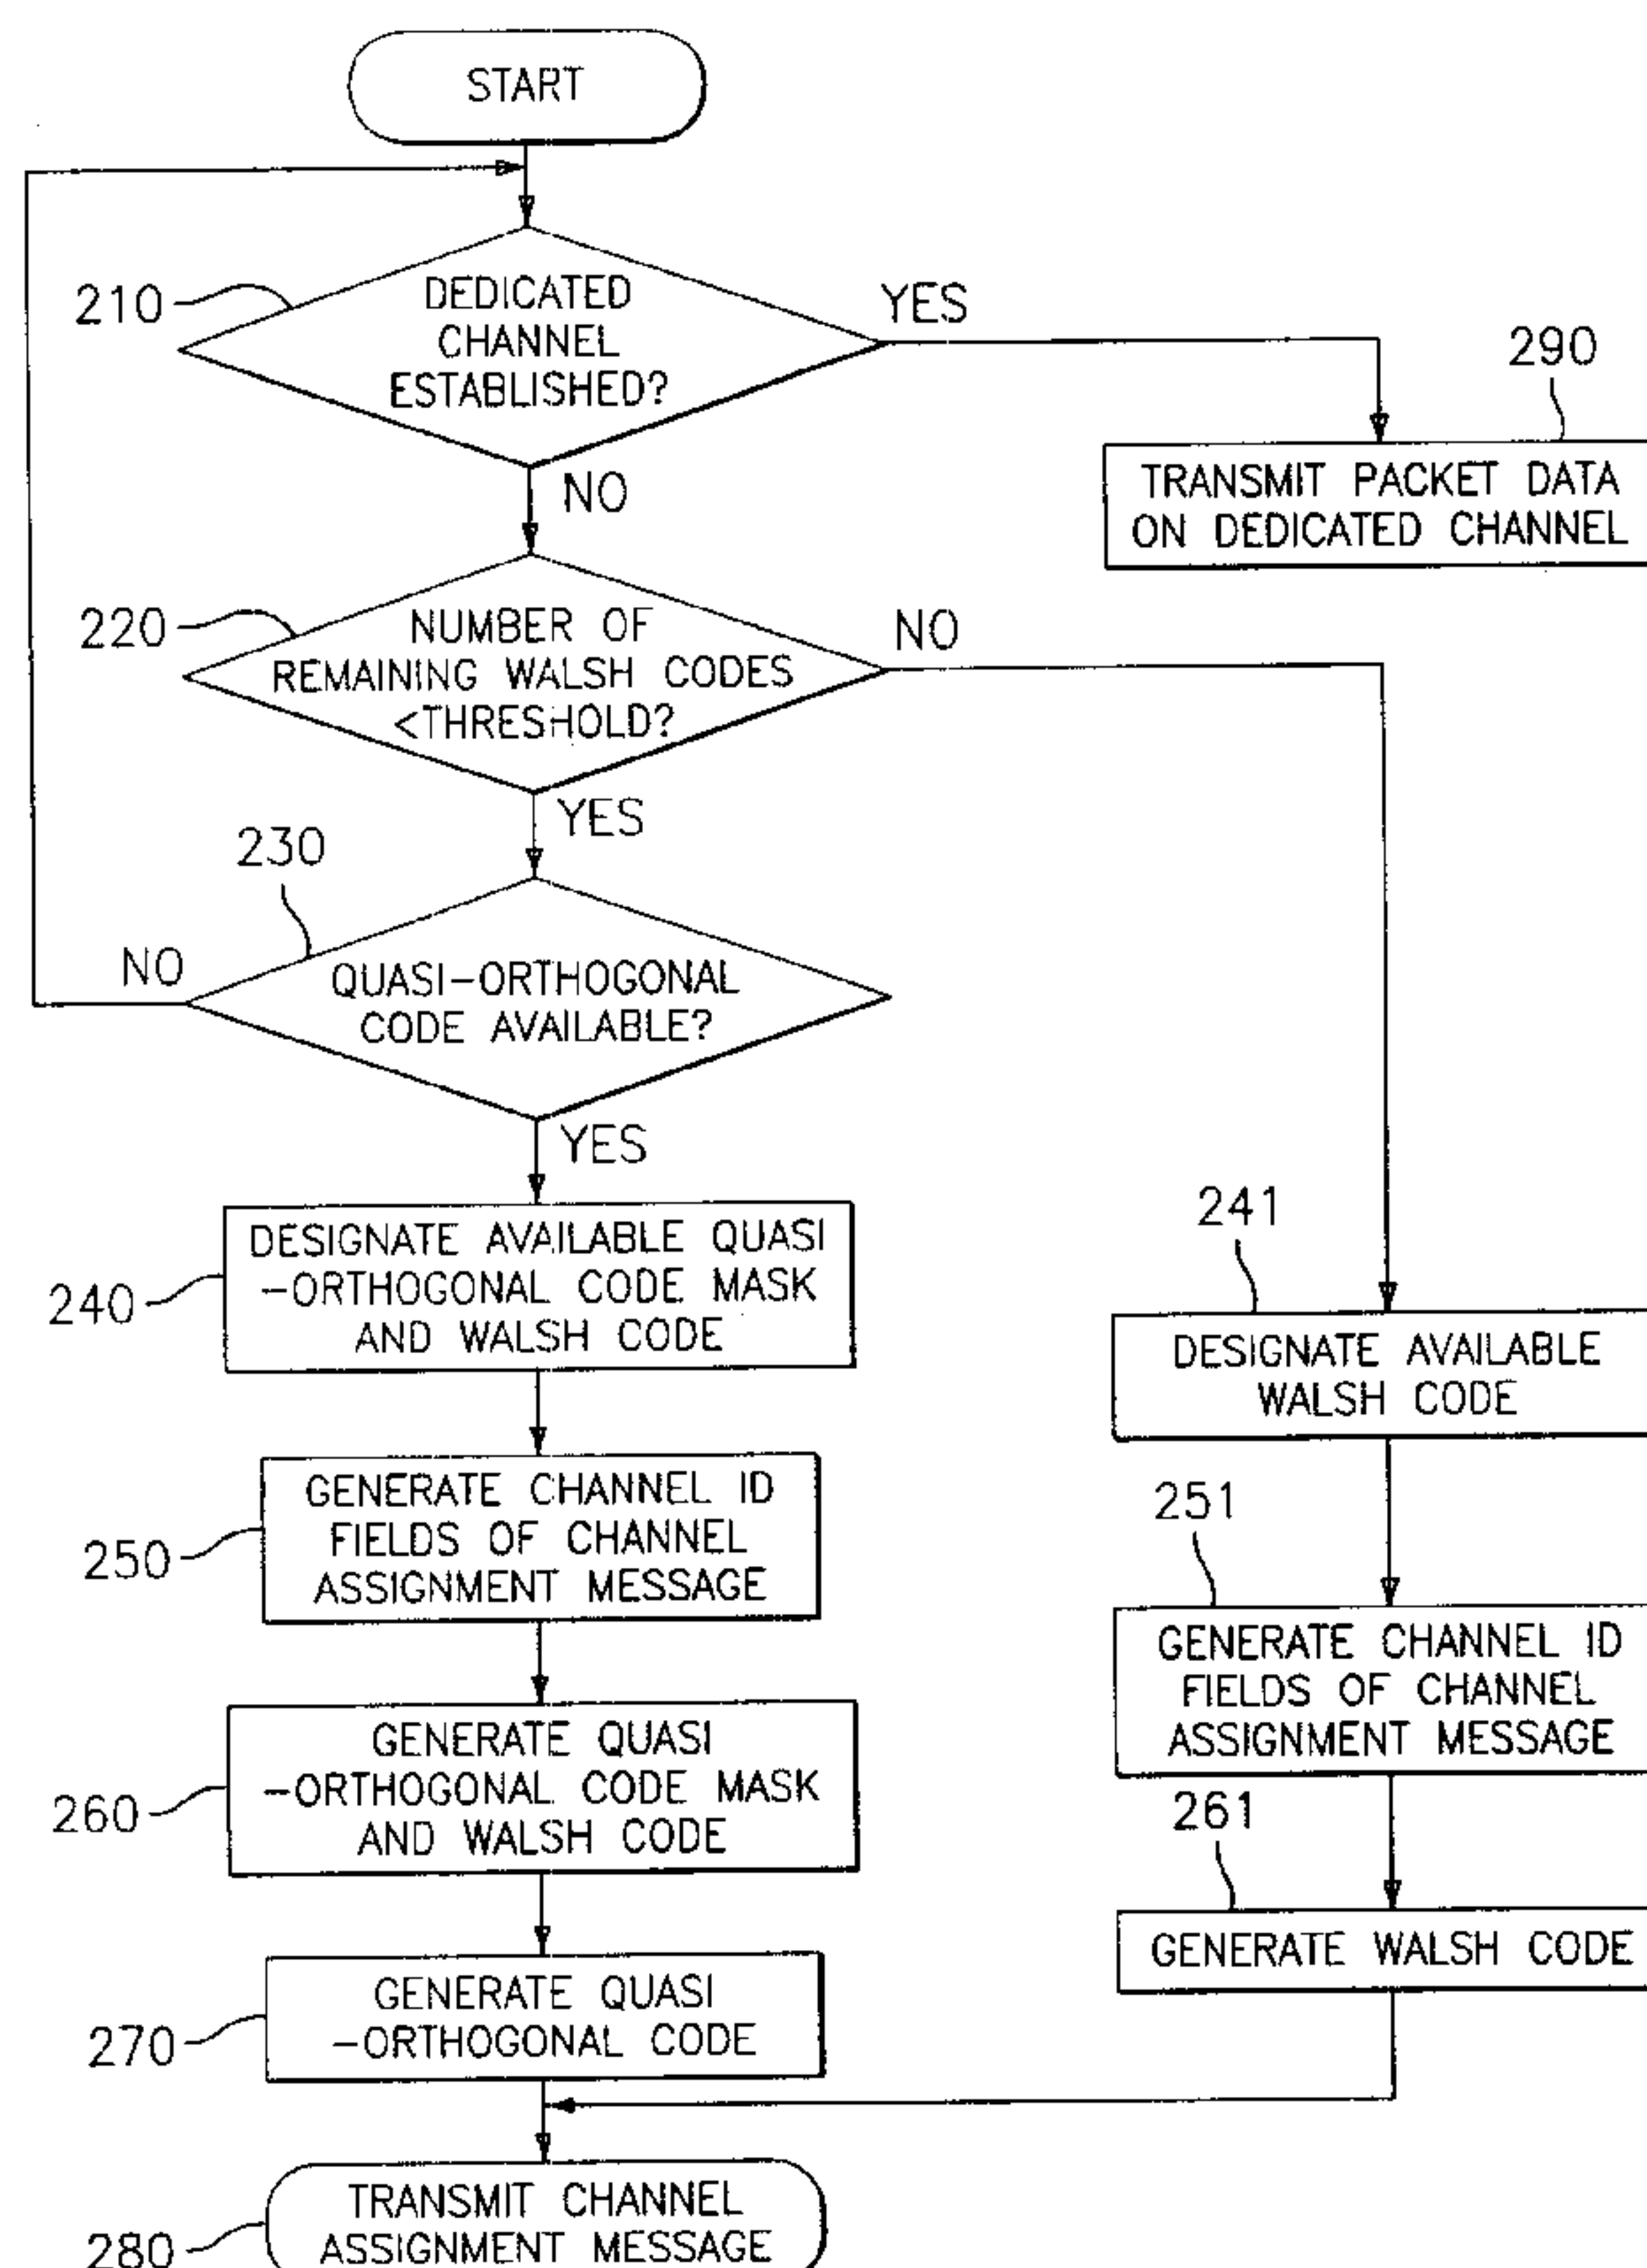 START
210
DEDICATED
CHANNEL
ESTABLISHED?
YES
NO
290
TRANSMIT PACKET DATA
ON DEDICATED CHANNEL
220
NUMBER OF
REMAINING WALSH CODES
<THRESHOLD?
NO
YES
230
NO
QUASI-ORTHOGONAL
CODE AVAILABLE?
YES
240
DESIGNATE AVAILABLE QUASI
-ORTHOGONAL CODE MASK
AND WALSH CODE
241
DESIGNATE AVAILABLE
WALSH CODE
250
GENERATE CHANNEL ID
FIELDS OF CHANNEL
ASSIGNMENT MESSAGE
251
GENERATE CHANNEL ID
FIELDS OF CHANNEL
ASSIGNMENT MESSAGE
260
GENERATE QUASI
-ORTHOGONAL CODE MASK
AND WALSH CODE
261
GENERATE WALSH CODE
270
GENERATE QUASI
-ORTHOGONAL CODE
280
TRANSMIT CHANNEL
ASSIGNMENT MESSAGE